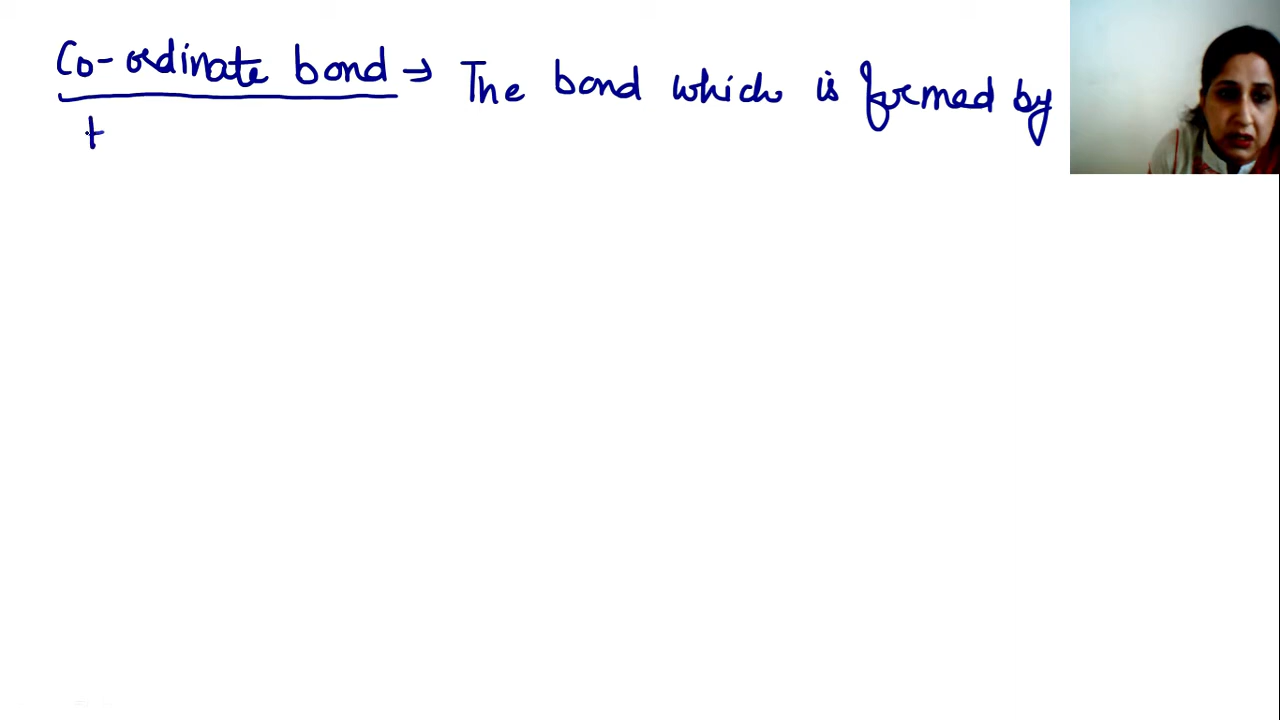 Co-ordinate bond → The bond which is formed by
t